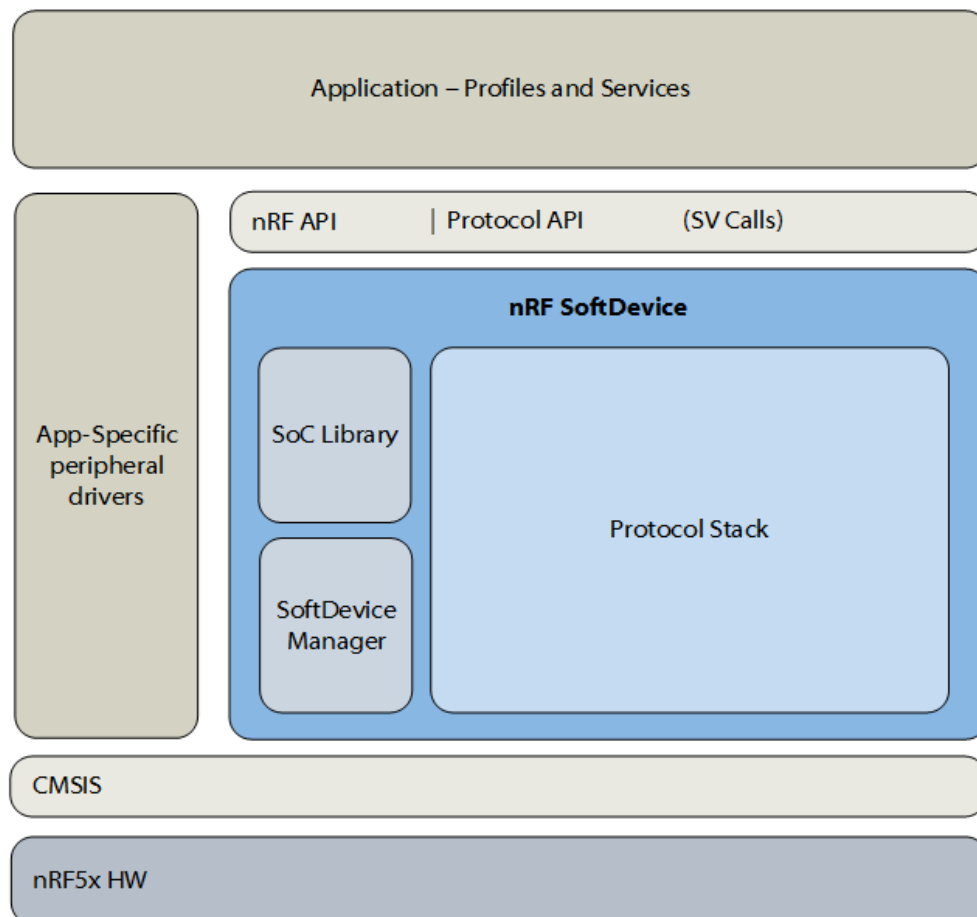 Application – Profiles and Services
nRF API | Protocol API (SV Calls)
nRF SoftDevice
App-Specific
peripheral
drivers
SoC Library
Protocol Stack
SoftDevice
Manager
CMSIS
nRF5x HW